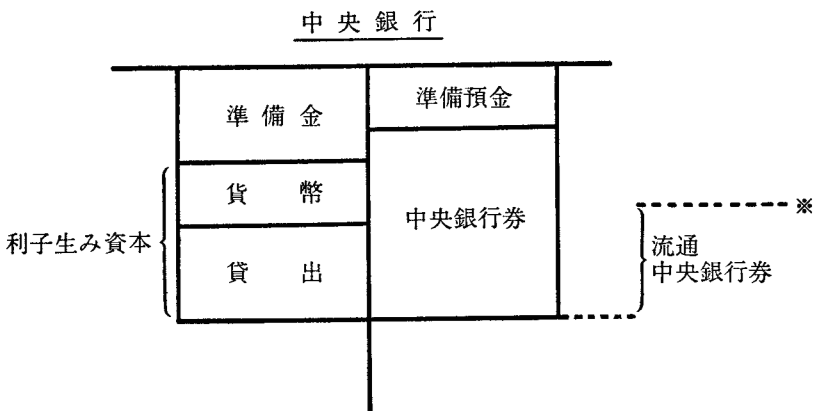 中央銀行
準備金
準備預金
貨幣
中央銀行券
※
利子生み資本
貸出
流通
中央銀行券